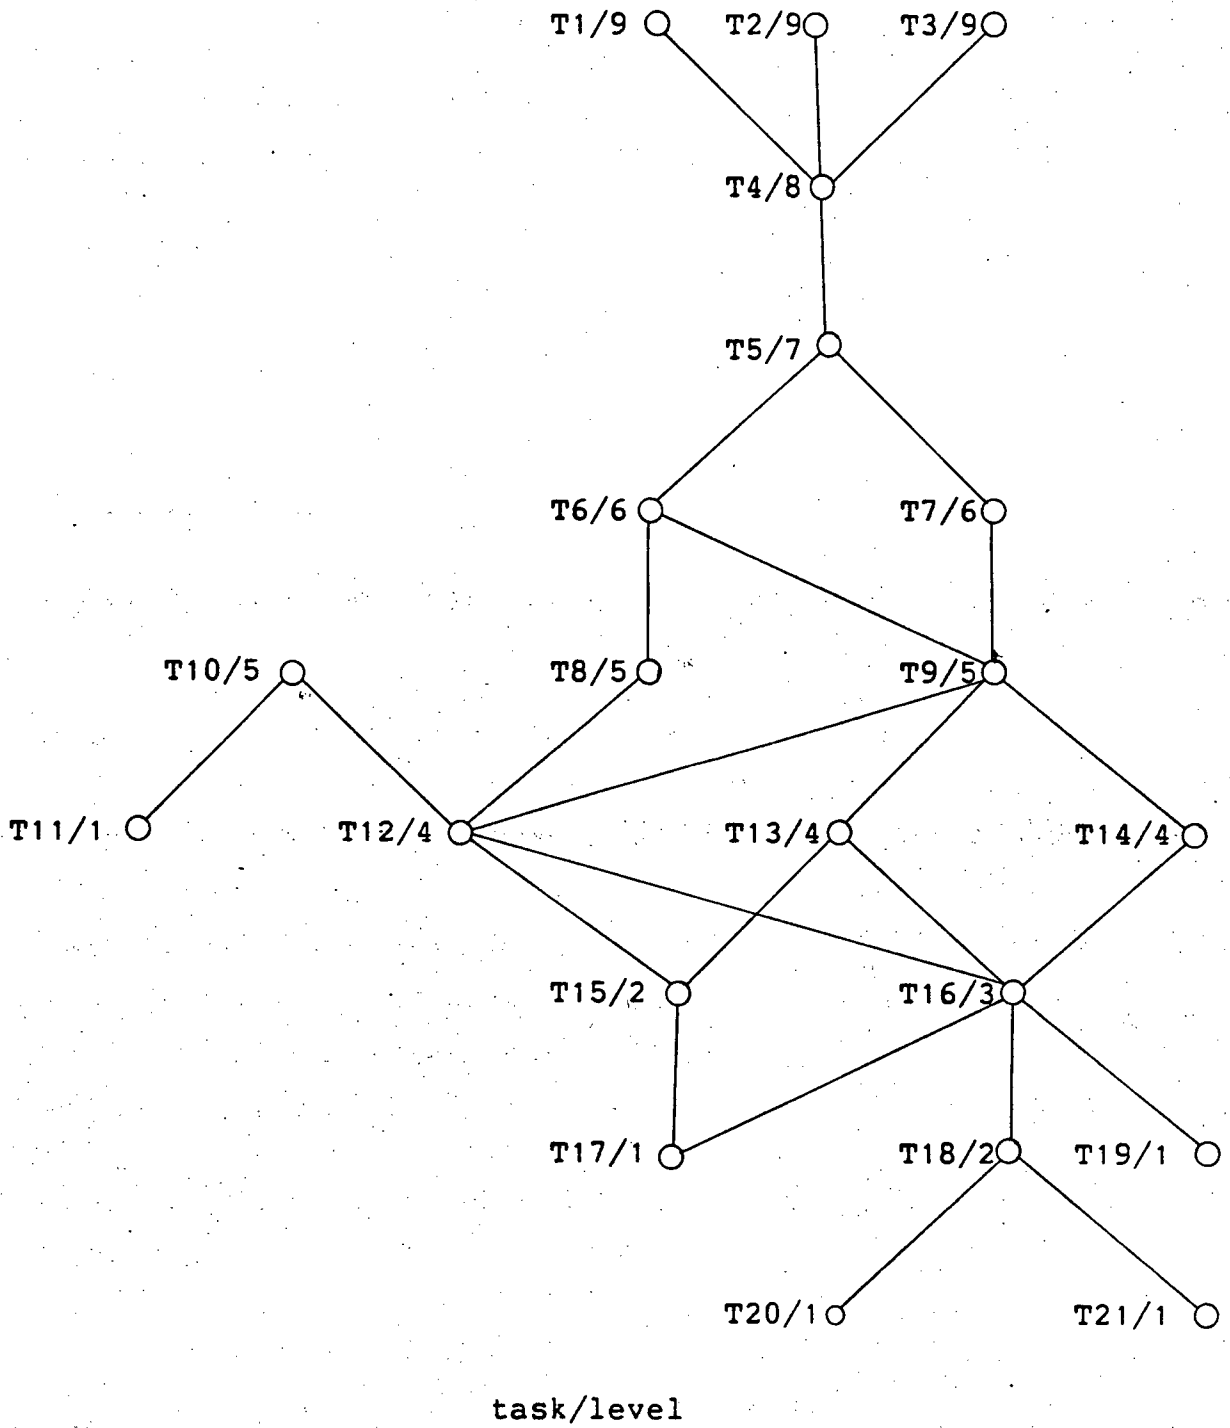 T1/9 T2/9 T3/9
T4/8
T5/7
T6/6 T7/6
T10/5 T8/5 T9/5
T11/1 T12/4 T13/4 T14/4
T15/2 T16/3
T17/1 T18/2 T19/1
T20/1 T21/1
task/level